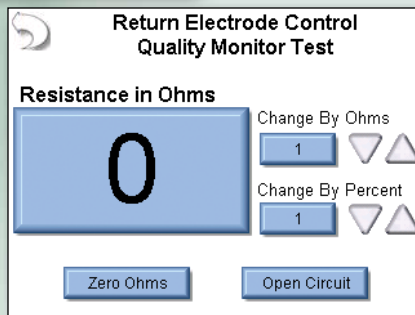 Return Electrode Control
Quality Monitor Test
Resistance in Ohms
0
Change By Ohms
1
Change By Percent
1
Zero Ohms
Open Circuit